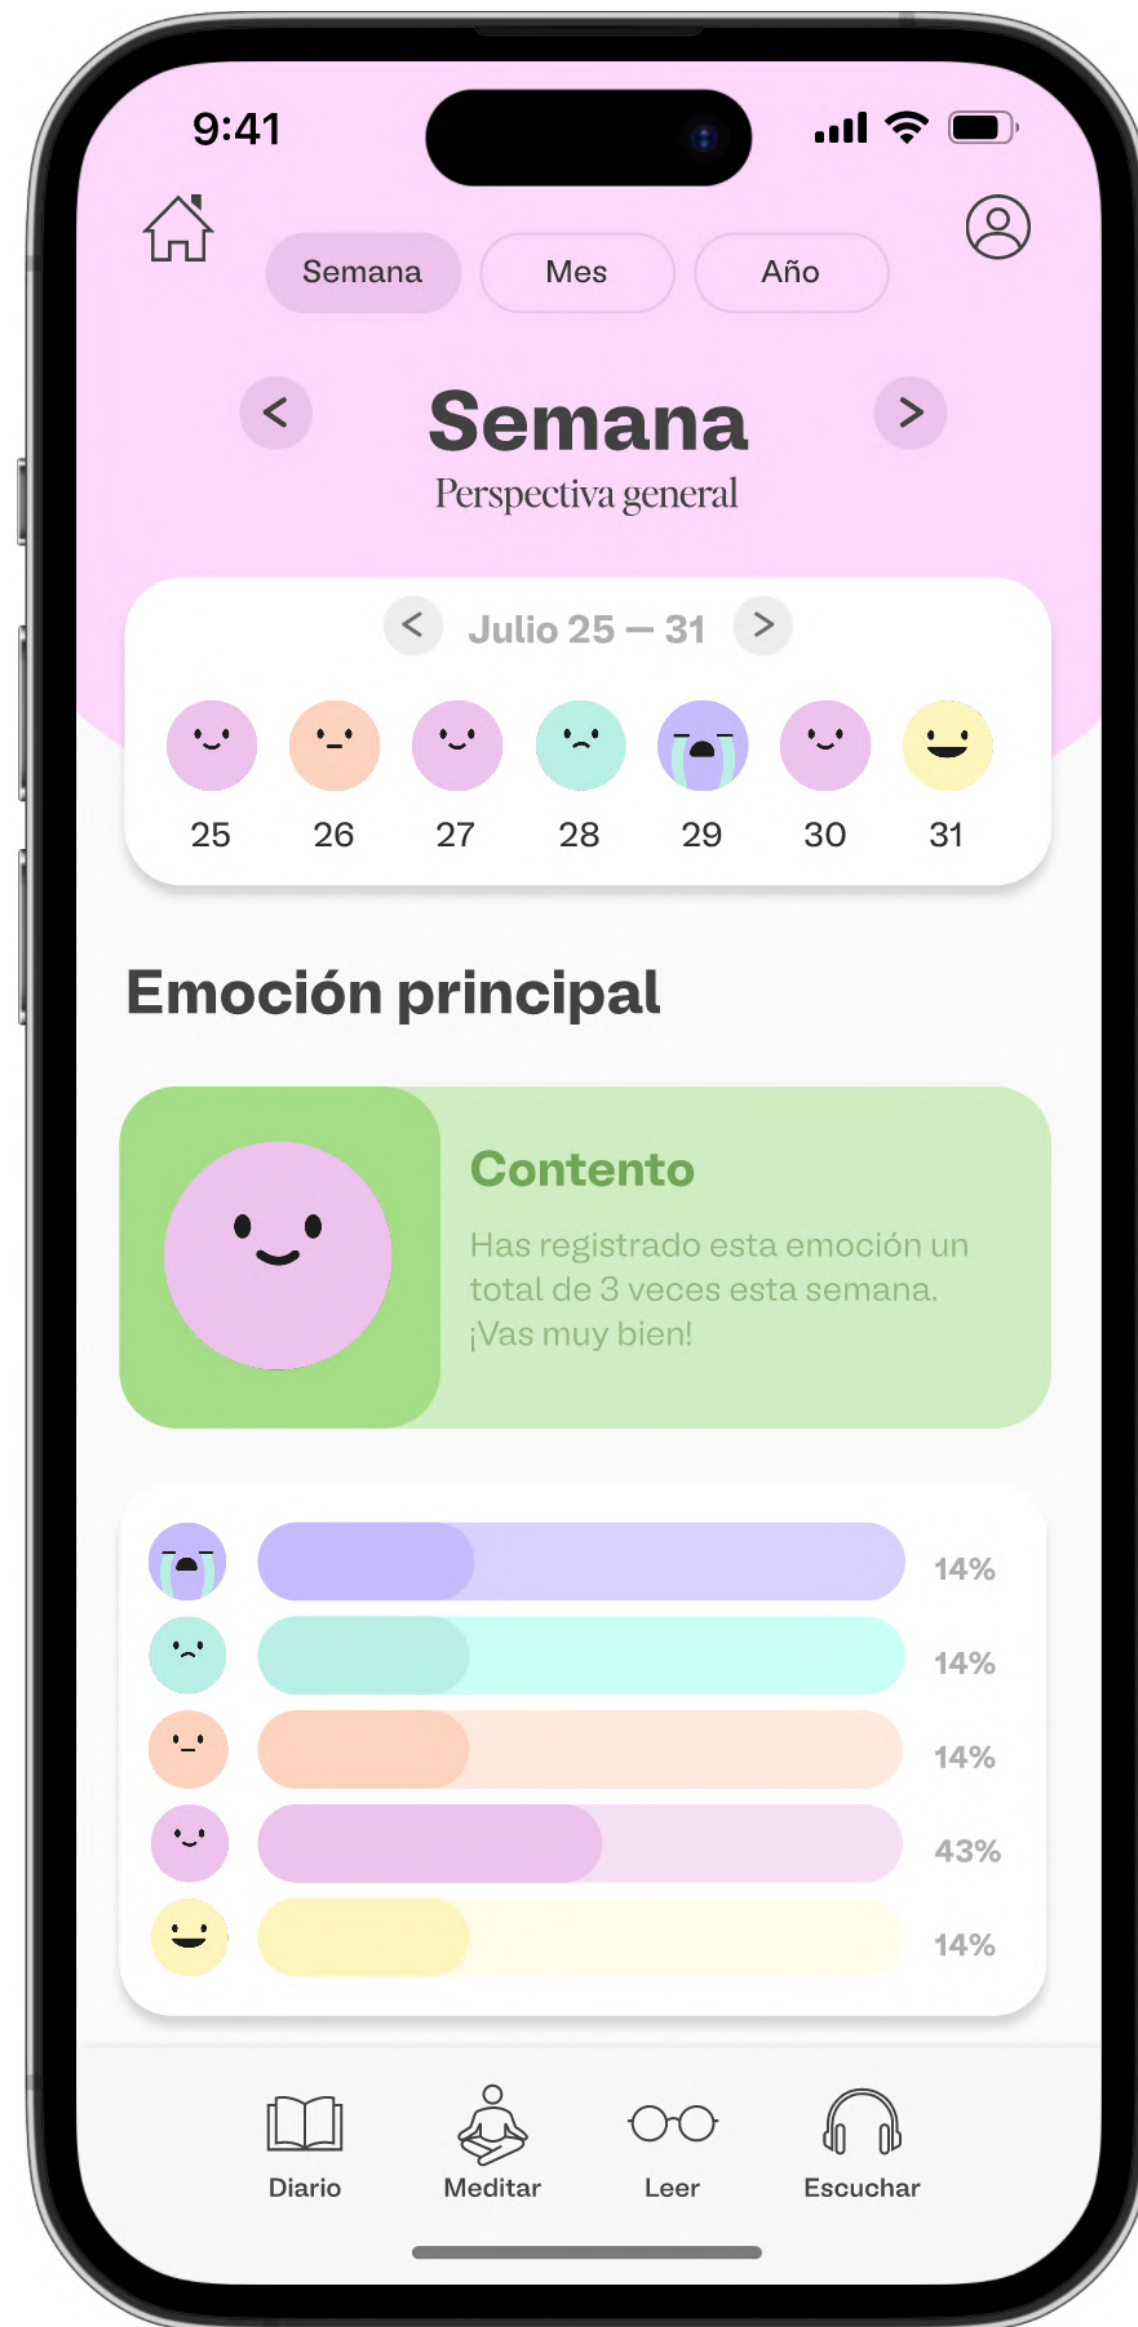 9:41
Semana Mes Año
< Semana >
Perspectiva general
< Julio 25 — 31 >
25 26 27 28 29 30 31
Emoción principal
Contento
Has registrado esta emoción un
total de 3 veces esta semana.
¡Vas muy bien!
14%
14%
14%
43%
14%
Diario Meditar Leer Escuchar